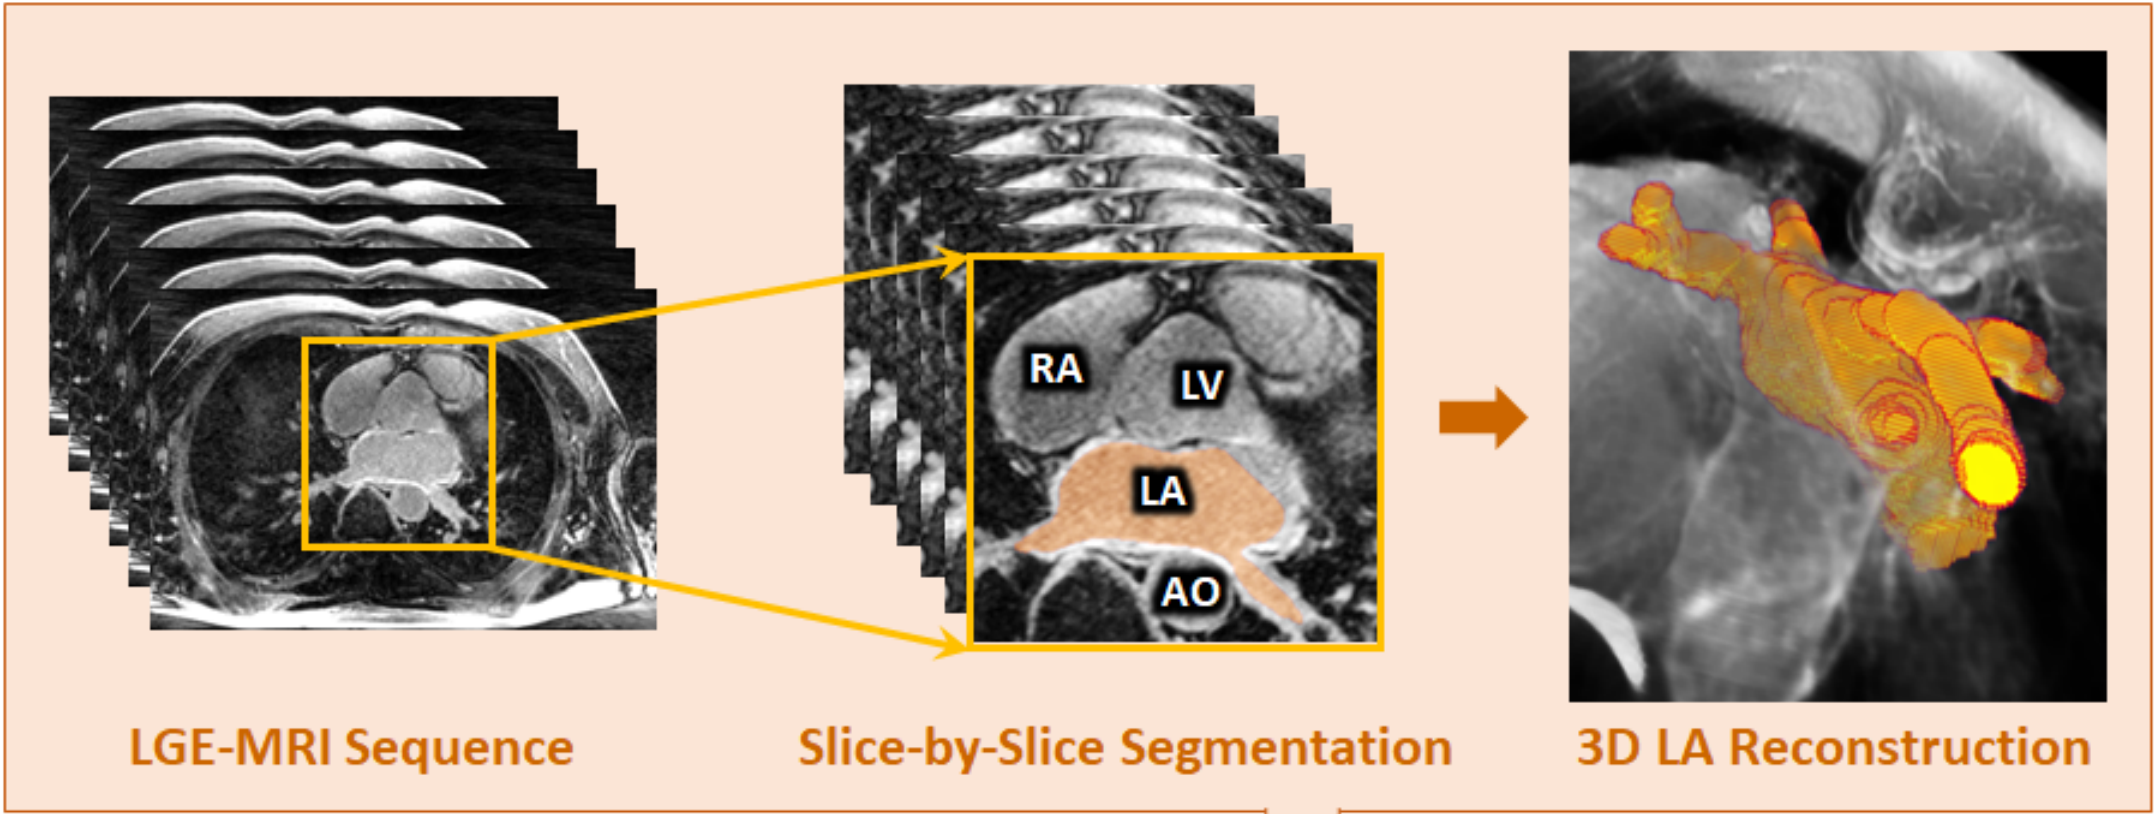 RA
LV
LA
AO
LGE-MRI Sequence
Slice-by-Slice Segmentation
3D LA Reconstruction